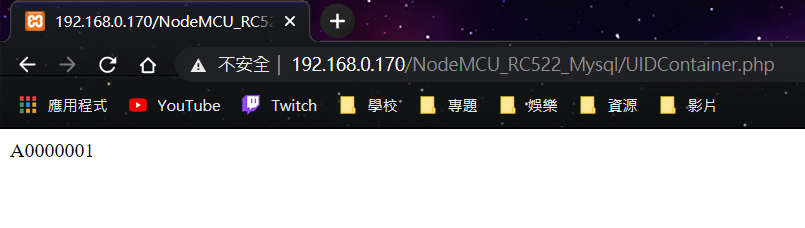 192.168.0.170/NodeMCU_RC52
不安全 | 192.168.0.170/NodeMCU_RC522_Mysql/UIDContainer.php
應用程式 YouTube Twitch 學校 專題 娛樂 資源 影片
A0000001